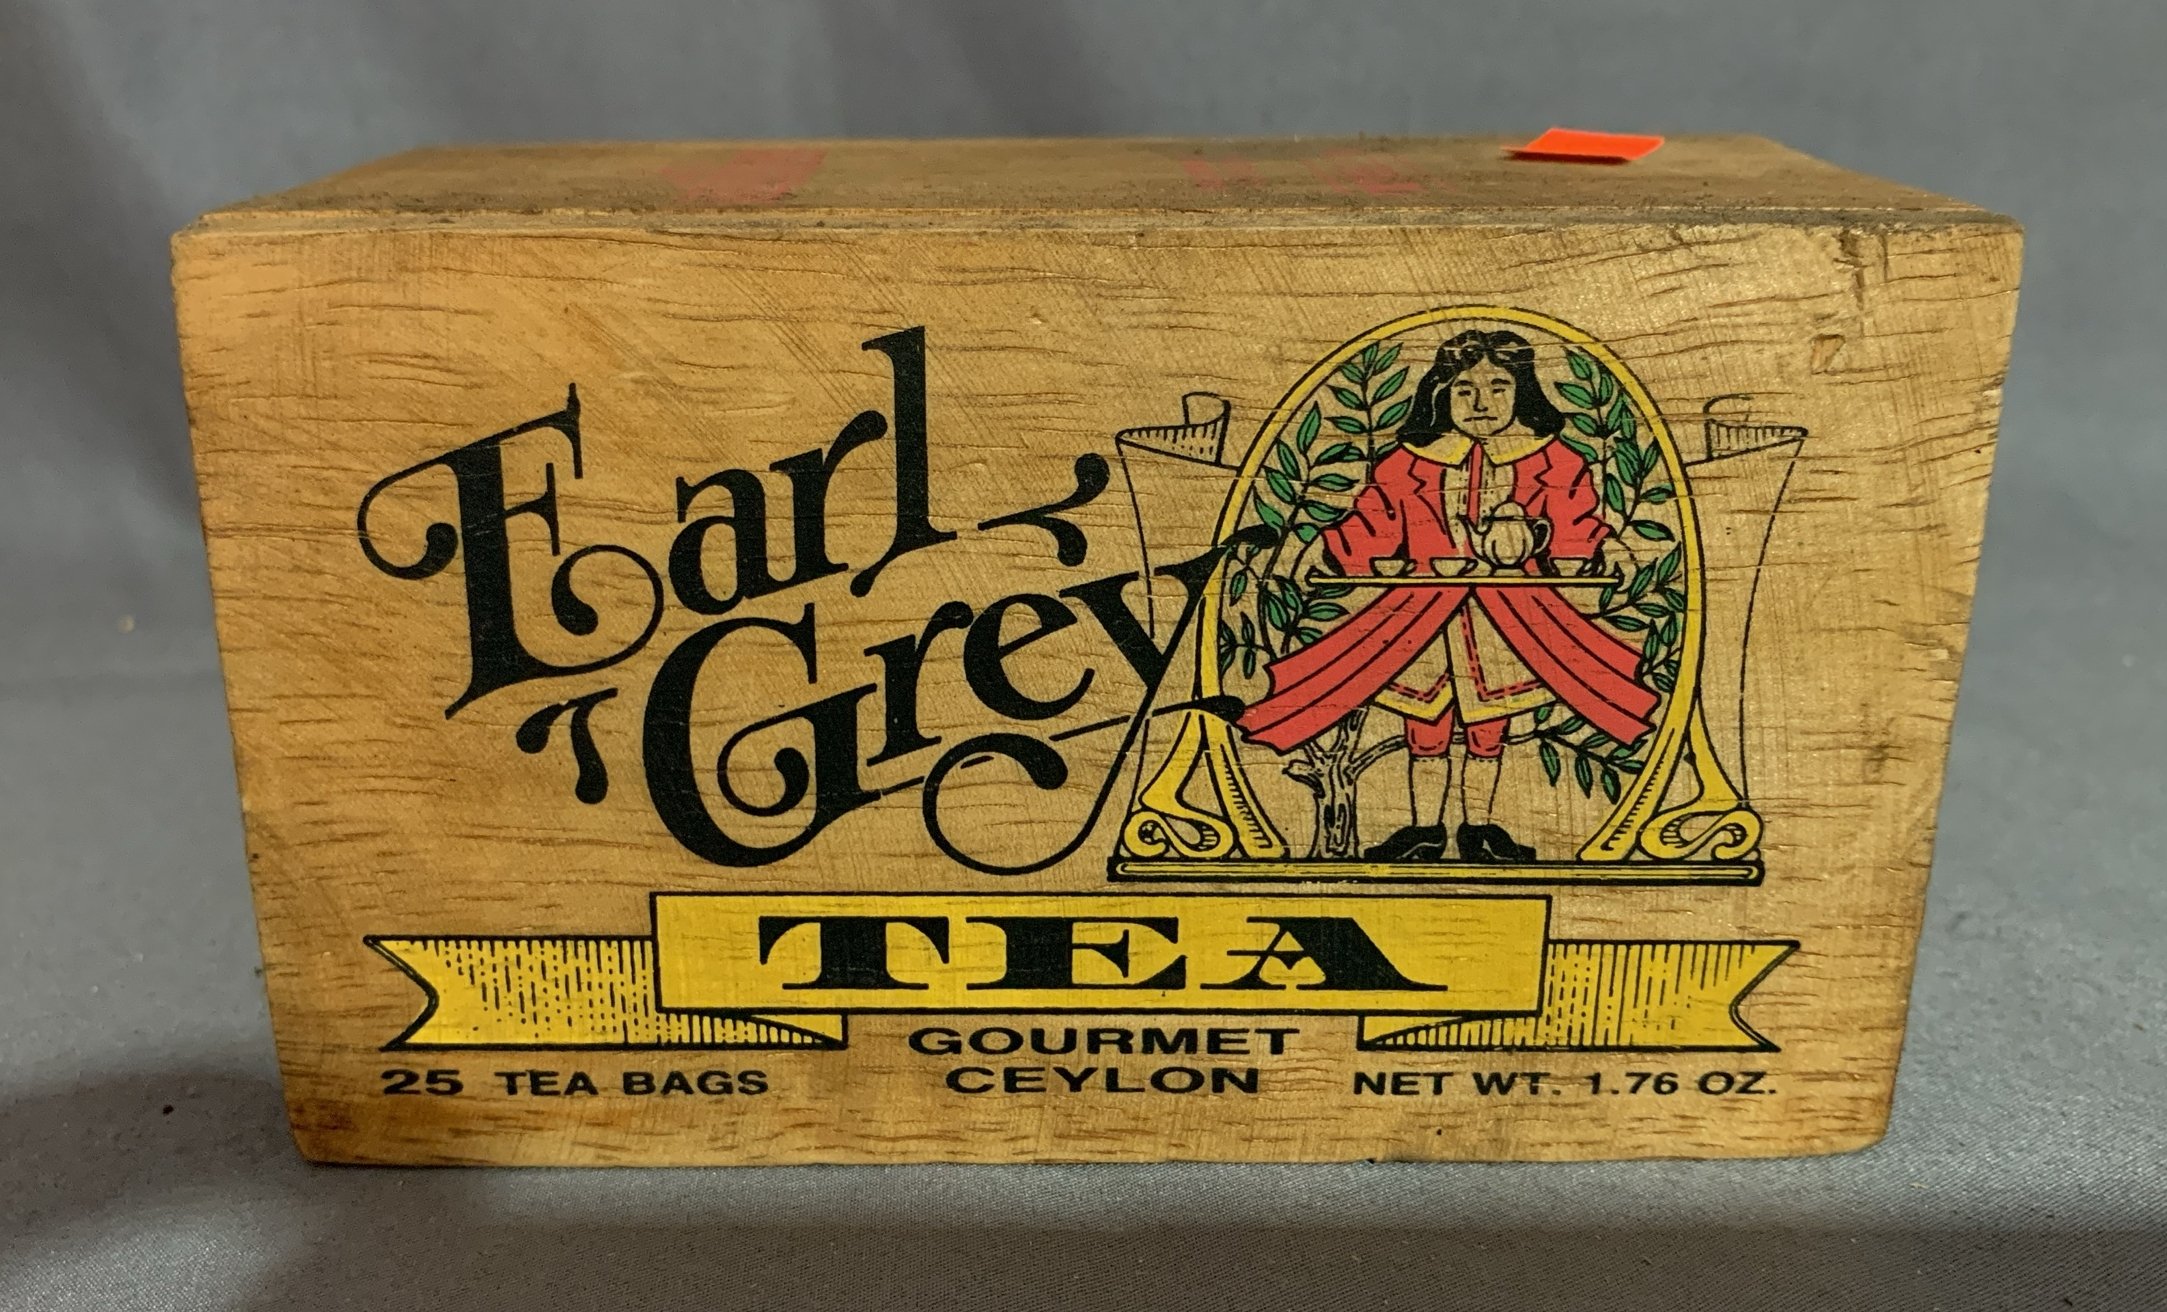 Earl
Grey
TEA
GOURMET
CEYLON
25 TEA BAGS
NET WT. 1.76 OZ.